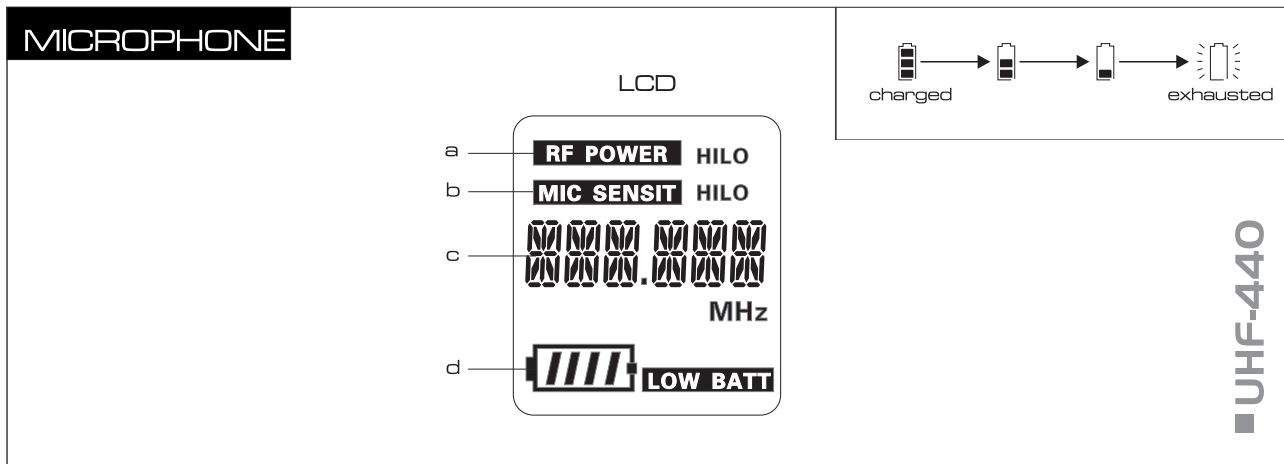 MICROPHONE
charged
exhausted
LCD
a
RF POWER HILO
b
MIC SENSIT HILO
c
MHz
d
LOW BATT
UHF-440